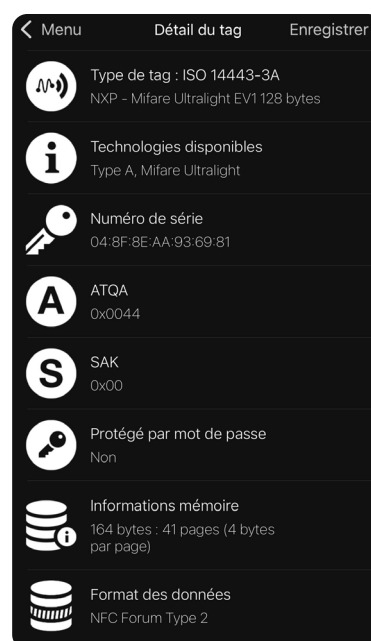 Menu Détail du tag Enregistrer
Type de tag : ISO 14443-3A
NXP - Mifare Ultralight EV1 128 bytes
i
Technologies disponibles
Type A, Mifare Ultralight
Numéro de série
04:8F:8E:AA:93:69:81
A
ATQA
0x0044
S
SAK
0x00
Protégé par mot de passe
Non
i
Informations mémoire
164 bytes : 41 pages (4 bytes
par page)
Format des données
NFC Forum Type 2